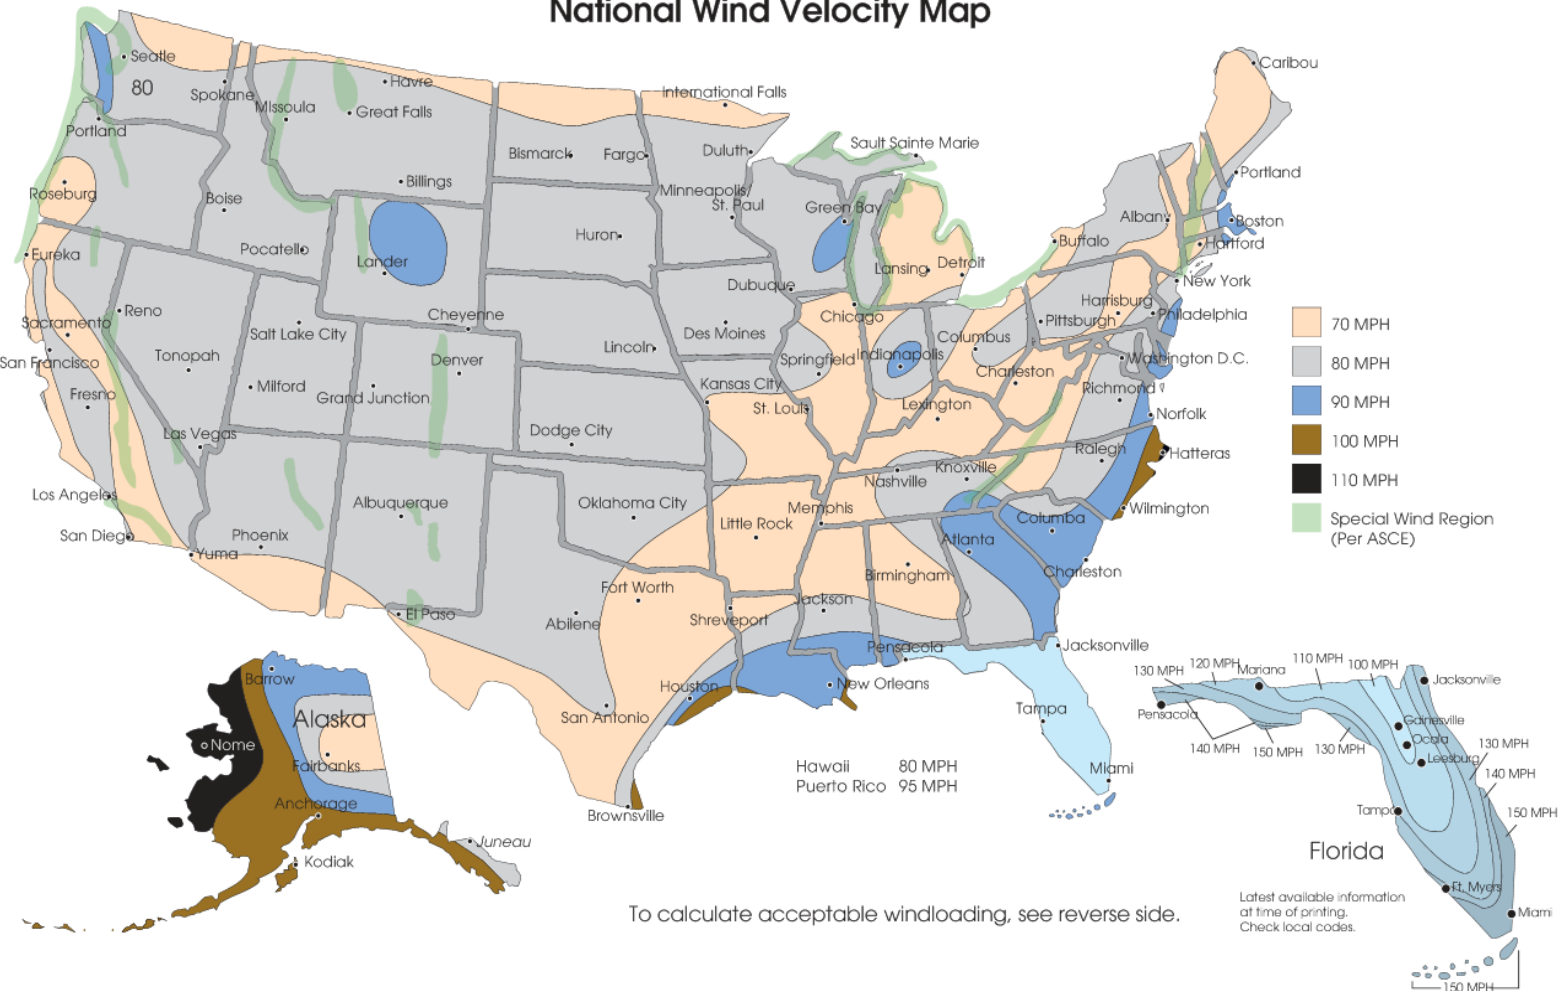 National Wind Velocity Map
Seatle
80
Spokane
Missoula
Havre
Great Falls
International Falls
Caribou
Portland
Bismarck
Fargo
Duluth
Sault Sainte Marie
Roseburg
Boise
Billings
Minneapolis/
St. Paul
Green Bay
Portland
Albany
Boston
Eureka
Pocatello
Lander
Huron
Lansing
Detroit
Buffalo
Hartford
Reno
Cheyenne
Dubuque
Chicago
New York
Harrisburg
Philadelphia
Sacramento
Salt Lake City
Lincoln
Des Moines
Columbus
Pittsburgh
San Francisco
Tonopah
Denver
Springfield
Indianapolis
Washington D.C.
Fresno
Milford
Grand Junction
Kansas City
St. Louis
Lexington
Charleston
Richmond
Norfolk
Las Vegas
Dodge City
Ralegh
Hatteras
Los Angeles
Albuquerque
Oklahoma City
Nashville
Knoxville
San Diego
Phoenix
Yuma
Little Rock
Memphis
Columba
Wilmington
Atlanta
Birmingham
Charleston
El Paso
Fort Worth
Abilene
Shreveport
Jackson
Pensacola
Jacksonville
Houston
New Orleans
San Antonio
Tampa
Miami
Brownsville
70 MPH
80 MPH
90 MPH
100 MPH
110 MPH
Special Wind Region
(Per ASCE)
Barrow
Alaska
Nome
Fairbanks
Anchorage
Juneau
Kodiak
Hawaii 80 MPH
Puerto Rico 95 MPH
130 MPH
120 MPH
Mariana
110 MPH
100 MPH
Jacksonville
Pensacola
140 MPH
150 MPH
130 MPH
Gainesville
Ocala
Leesburg
130 MPH
140 MPH
150 MPH
Tampa
Florida
Ft. Myers
Miami
150 MPH
Latest available information
at time of printing.
Check local codes.
To calculate acceptable windloading, see reverse side.